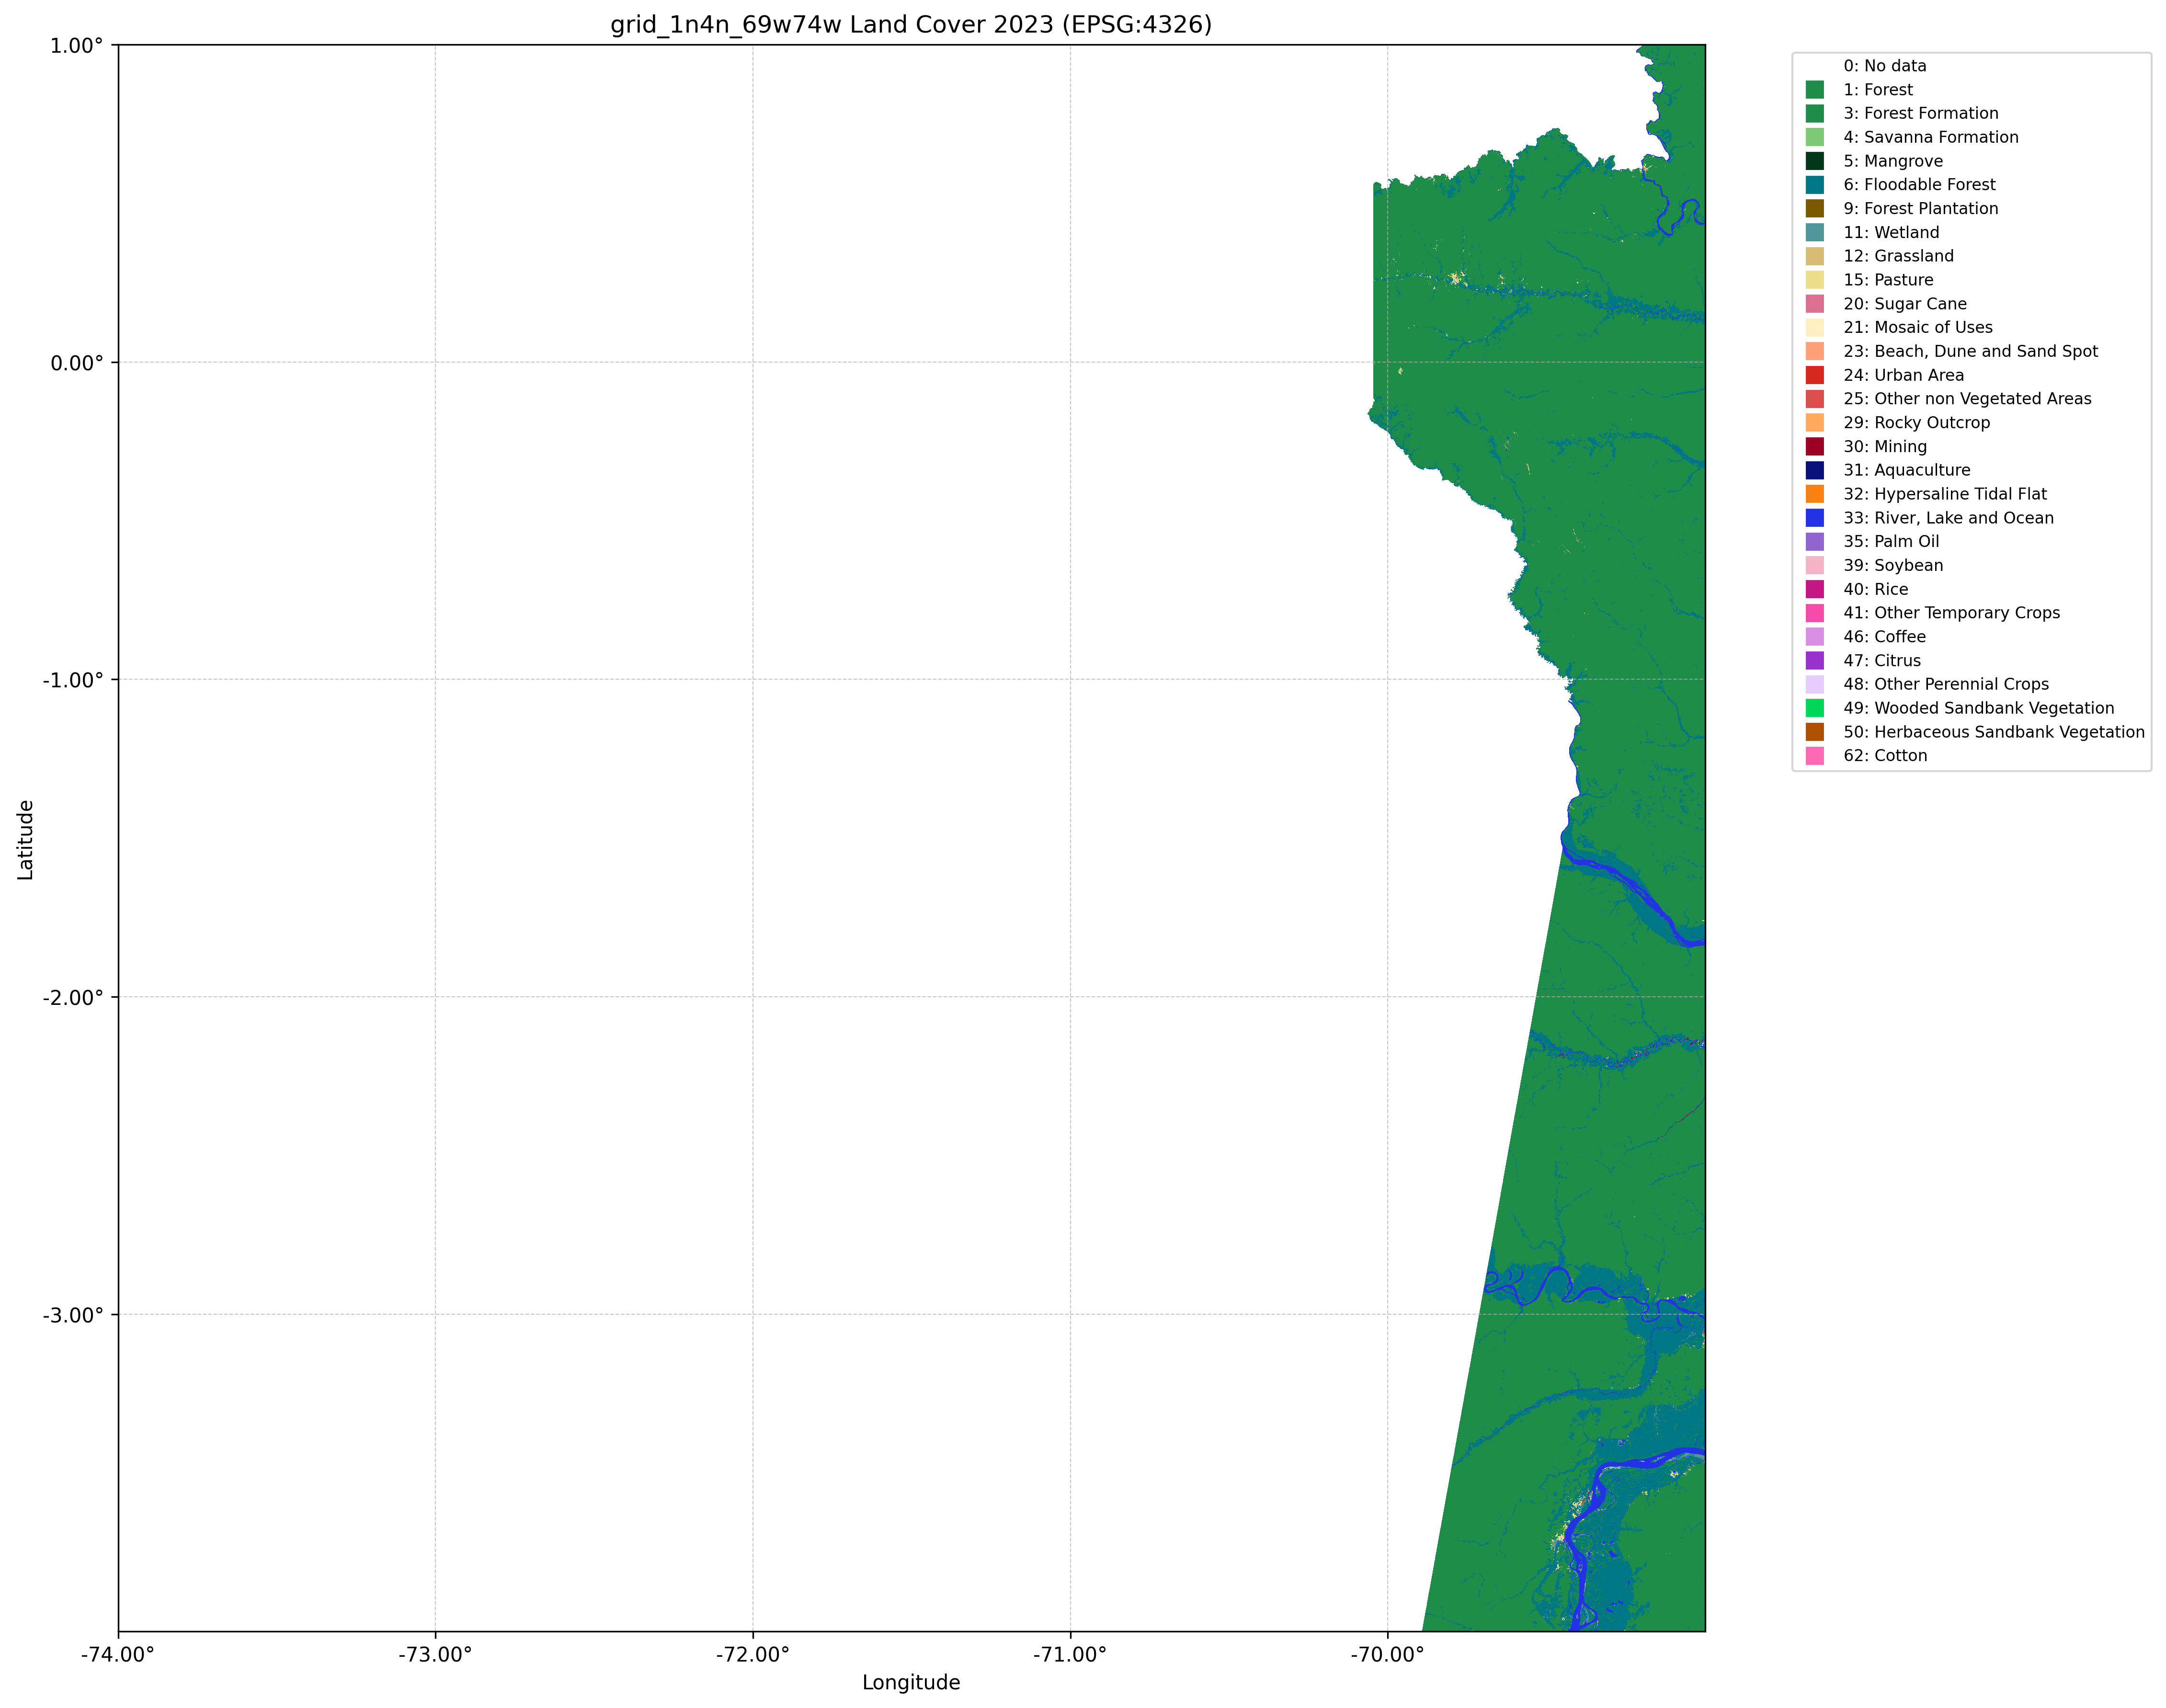 grid_1n4n_69w74w Land Cover 2023 (EPSG:4326)
1.00°
0.00°
-1.00°
-2.00°
-3.00°
Latitude
-74.00°
-73.00°
-72.00°
-71.00°
-70.00°
Longitude
0: No data
1: Forest
3: Forest Formation
4: Savanna Formation
5: Mangrove
6: Floodable Forest
9: Forest Plantation
11: Wetland
12: Grassland
15: Pasture
20: Sugar Cane
21: Mosaic of Uses
23: Beach, Dune and Sand Spot
24: Urban Area
25: Other non Vegetated Areas
29: Rocky Outcrop
30: Mining
31: Aquaculture
32: Hypersaline Tidal Flat
33: River, Lake and Ocean
35: Palm Oil
39: Soybean
40: Rice
41: Other Temporary Crops
46: Coffee
47: Citrus
48: Other Perennial Crops
49: Wooded Sandbank Vegetation
50: Herbaceous Sandbank Vegetation
62: Cotton